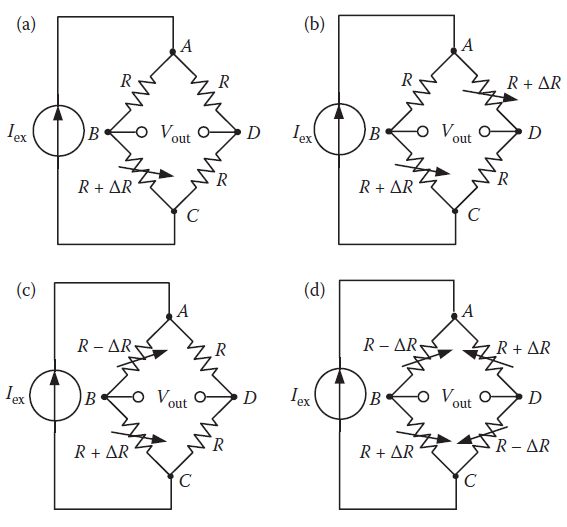 (a)
A
R
R
I_ex
B
V_out
D
R + ΔR
R
C
(b)
A
R
R + ΔR
I_ex
B
V_out
D
R + ΔR
R
C
(c)
A
R – ΔR
R
I_ex
B
V_out
D
R + ΔR
R
C
(d)
A
R – ΔR
R + ΔR
I_ex
B
V_out
D
R + ΔR
R – ΔR
C